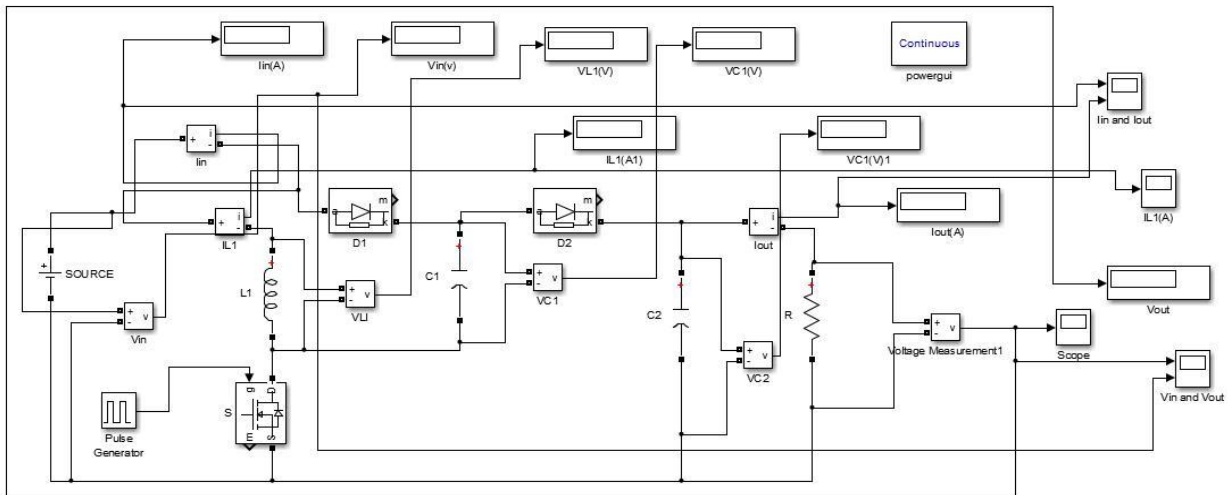 Iin(A)
Vin(v)
VL1(V)
VC1(V)
Continuous
powergui
Iin and Iout
i
+
-
Iin
IL1(A1)
VC1(V)1
IL1(A)
i
+
-
IL1
a
m
k
D1
a
m
k
D2
i
+
-
Iout
Iout(A)
+
SOURCE
+
L1
+
-
v
VLI
+
C1
+
-
v
VC1
+
C2
+
R
Vout
+
-
v
Vin
+
-
v
VC2
+
-
v
Voltage Measurement1
Scope
Vin and Vout
Pulse
Generator
g
D
S
E
S